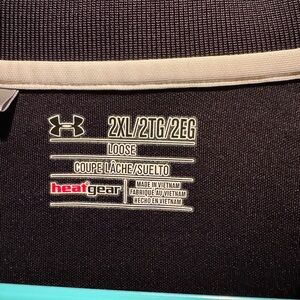 2XL/2TG/2EG
LOOSE
COUPE LÂCHE/SUELTO
heatgear
MADE IN VIETNAM
FABRIQUÉ AU VIETNAM
HECHO EN VIETNAM